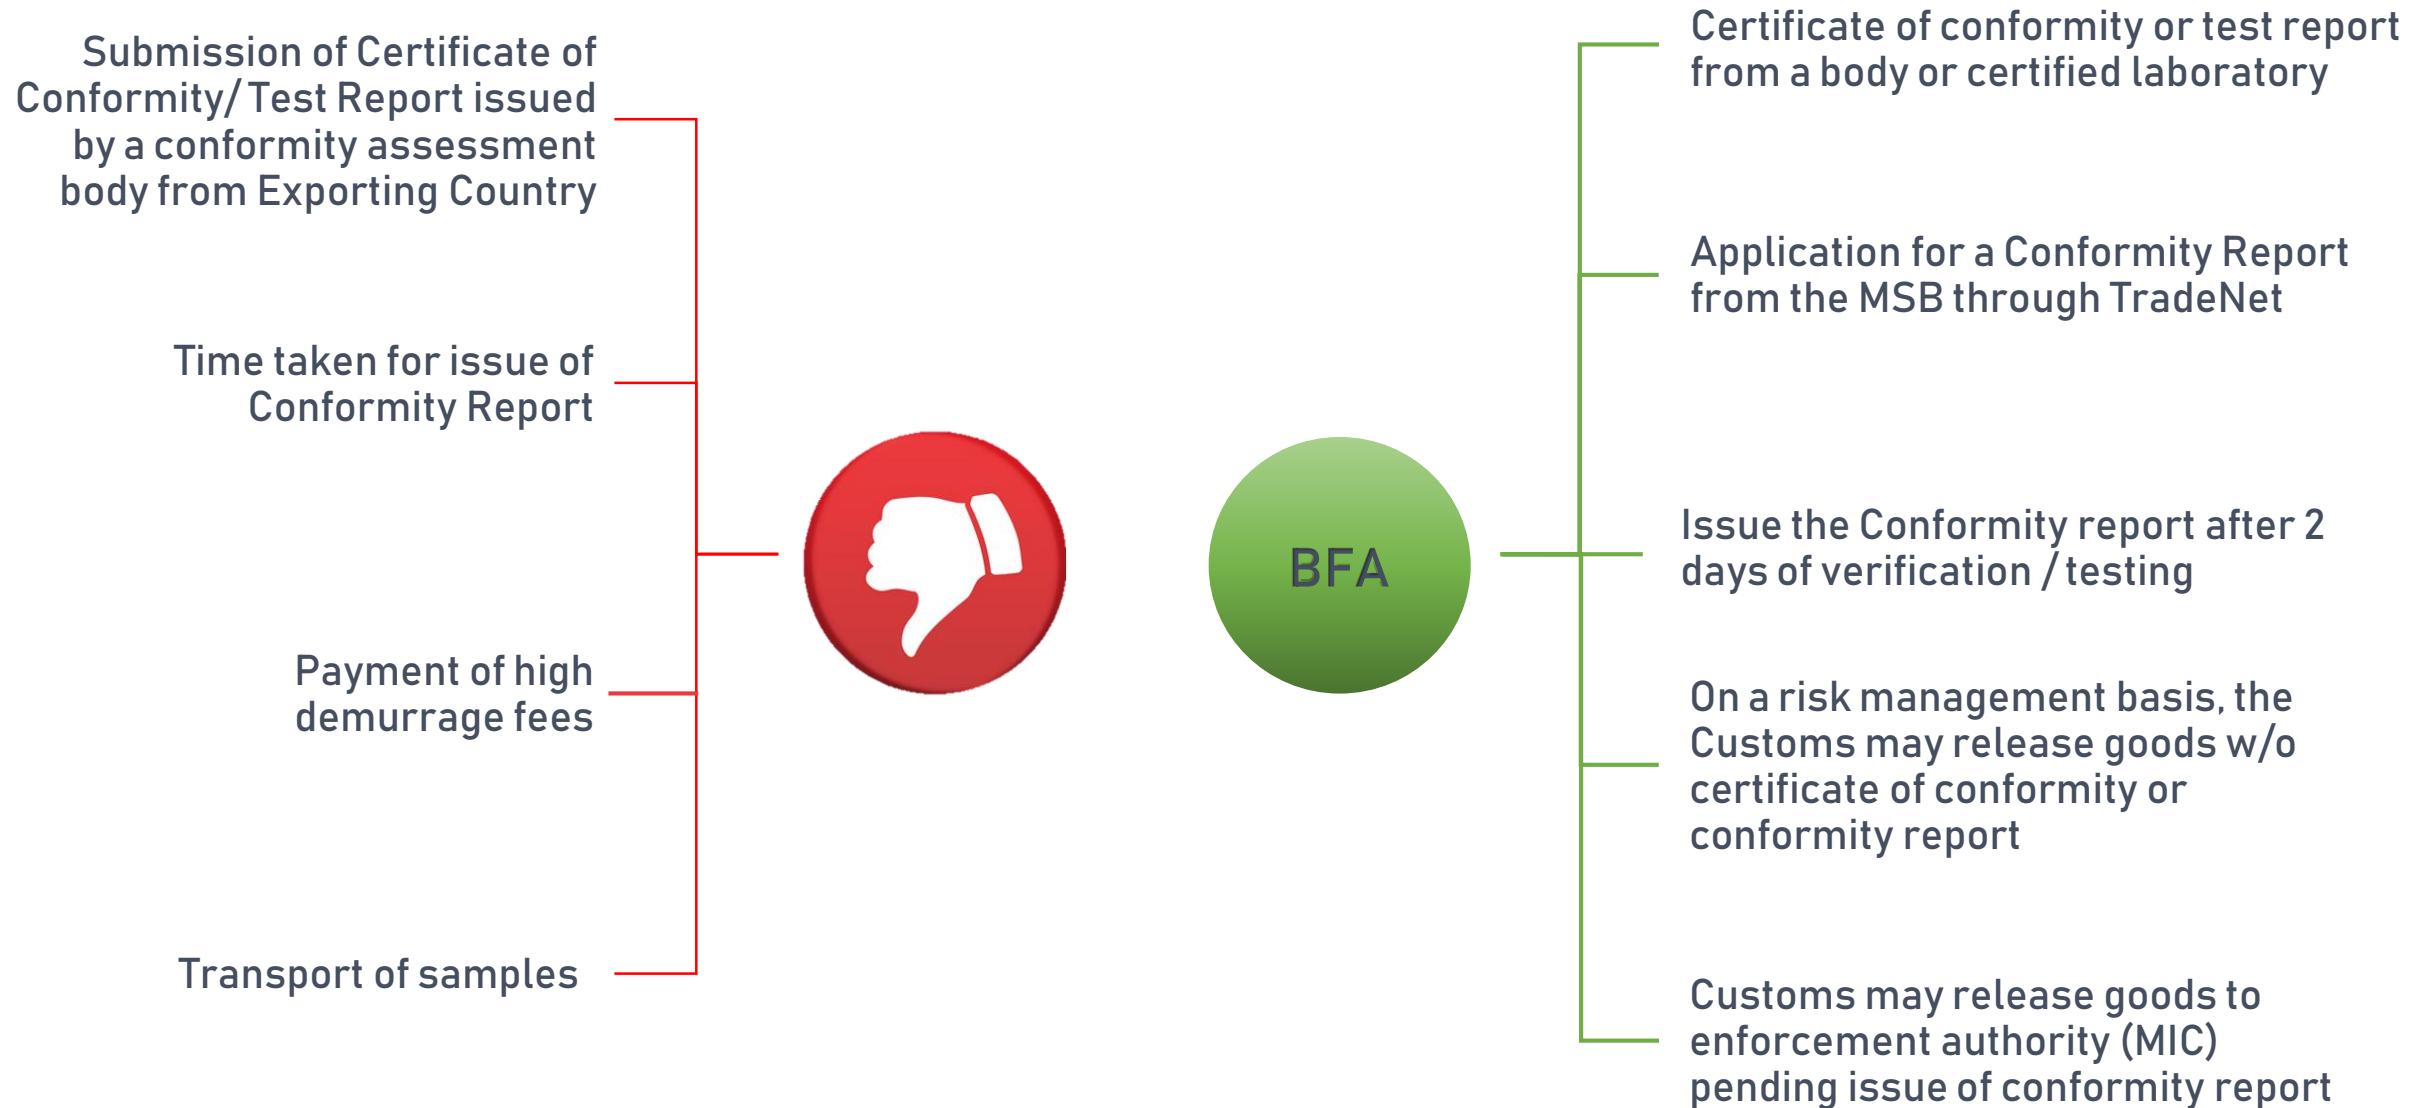 Submission of Certificate of
Conformity/Test Report issued
by a conformity assessment
body from Exporting Country
Time taken for issue of
Conformity Report
Payment of high
demurrage fees
Transport of samples
BFA
Certificate of conformity or test report
from a body or certified laboratory
Application for a Conformity Report
from the MSB through TradeNet
Issue the Conformity report after 2
days of verification / testing
On a risk management basis, the
Customs may release goods w/o
certificate of conformity or
conformity report
Customs may release goods to
enforcement authority (MIC)
pending issue of conformity report